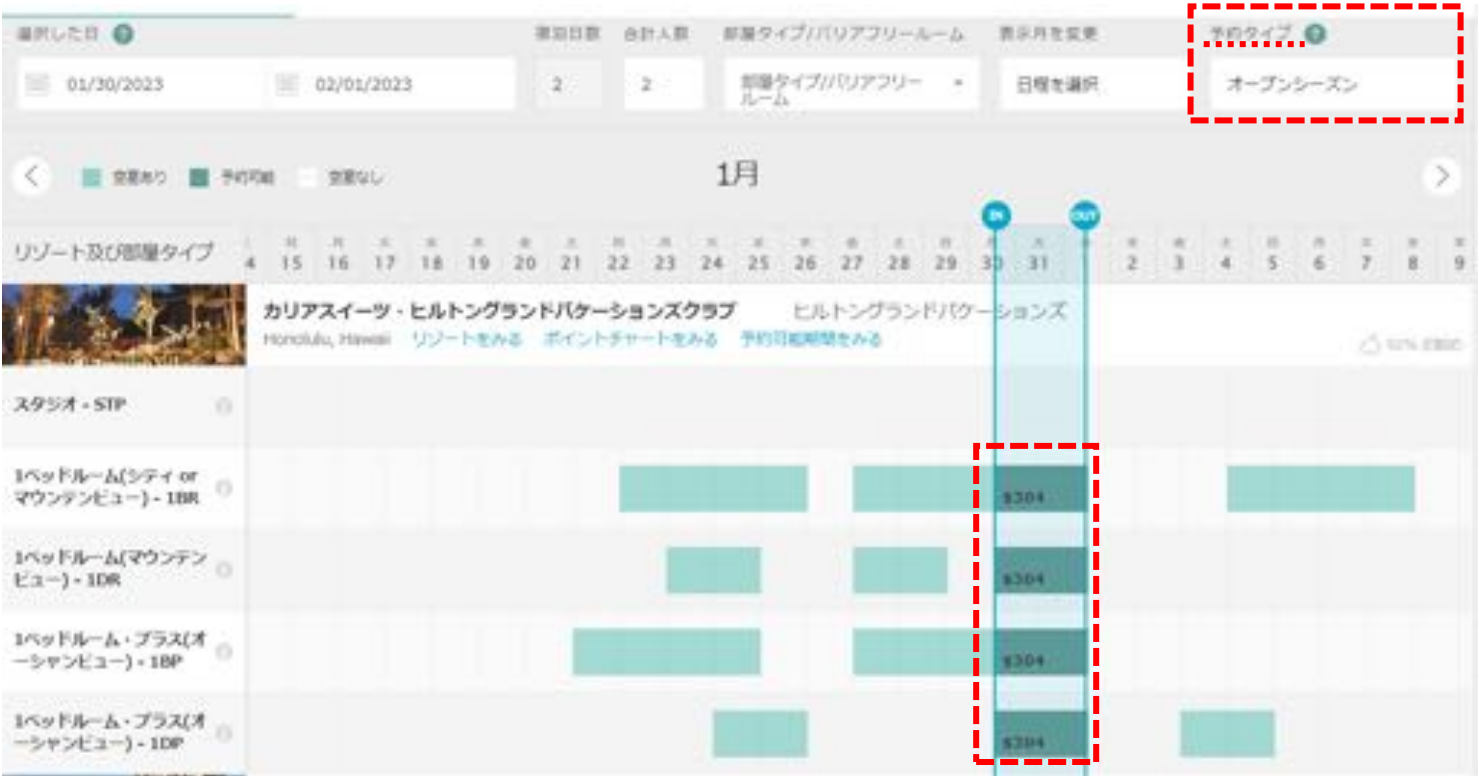 選択した日 ?
宿泊日数
合計人数
部屋タイプ/バリアフリールーム
表示月を変更
予約タイプ ?
01/30/2023
02/01/2023
2
2
部屋タイプ/バリアフリー
ルーム
日程を選択
オープンシーズン
空室あり
予約可能
空室なし
1月
IN
OUT
リゾート及び部屋タイプ
4 15 16 17 18 19 20 21 22 23 24 25 26 27 28 29 30 31 1 2 3 4 5 6 7 8 9
カリアスイーツ・ヒルトングランドバケーションズクラブ
ヒルトングランドバケーションズ
Honolulu, Hawaii リゾートをみる ポイントチャートをみる 予約可能期間をみる
スタジオ - STP
1ベッドルーム(シティ or
マウンテンビュー) - 1BR
$304
1ベッドルーム(マウンテン
ビュー) - 1DR
$304
1ベッドルーム・プラス(オ
ーシャンビュー) - 1BP
$304
1ベッドルーム・プラス(オ
ーシャンビュー) - 1DP
$304